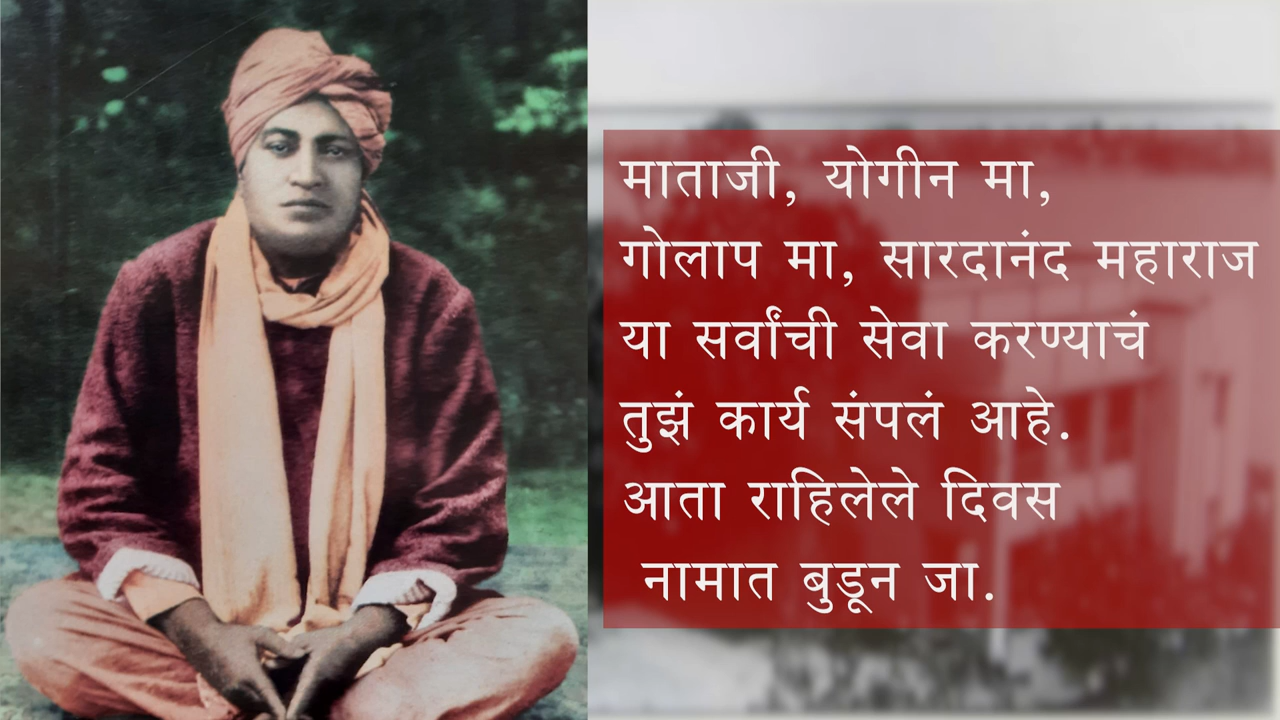 माताजी, योगीन मा,
गोलाप मा, सारदानंद महाराज
या सर्वांची सेवा करण्याचं
तुझं कार्य संपलं आहे.
आता राहिलेले दिवस
नामात बुडून जा.